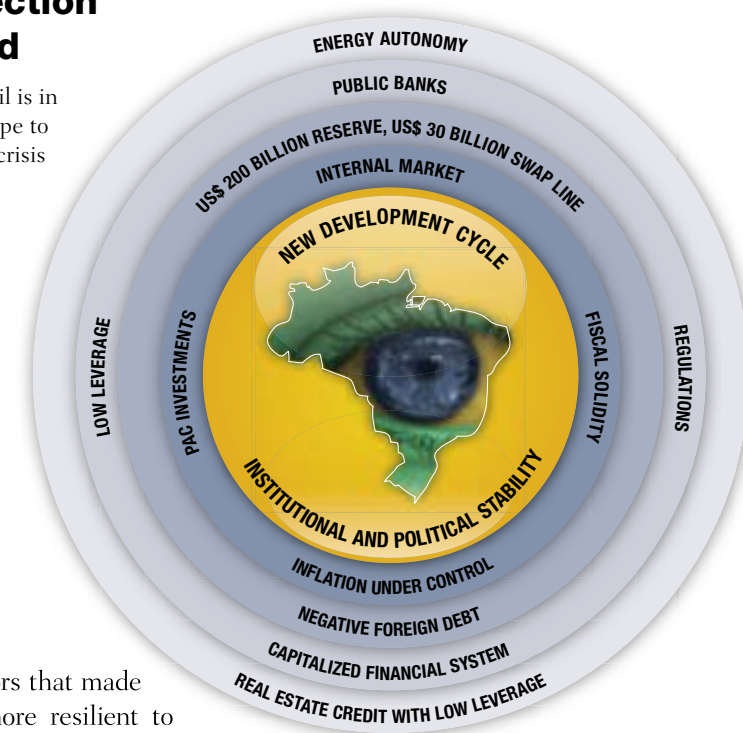 ection
d
il is in
pe to
crisis
ENERGY AUTONOMY
PUBLIC BANKS
US$ 200 BILLION RESERVE, US$ 30 BILLION SWAP LINE
INTERNAL MARKET
NEW DEVELOPMENT CYCLE
LOW LEVERAGE
PAC INVESTMENTS
FISCAL SOLIDITY
REGULATIONS
INSTITUTIONAL AND POLITICAL STABILITY
INFLATION UNDER CONTROL
NEGATIVE FOREIGN DEBT
CAPITALIZED FINANCIAL SYSTEM
REAL ESTATE CREDIT WITH LOW LEVERAGE
rs that made
ore resilient to